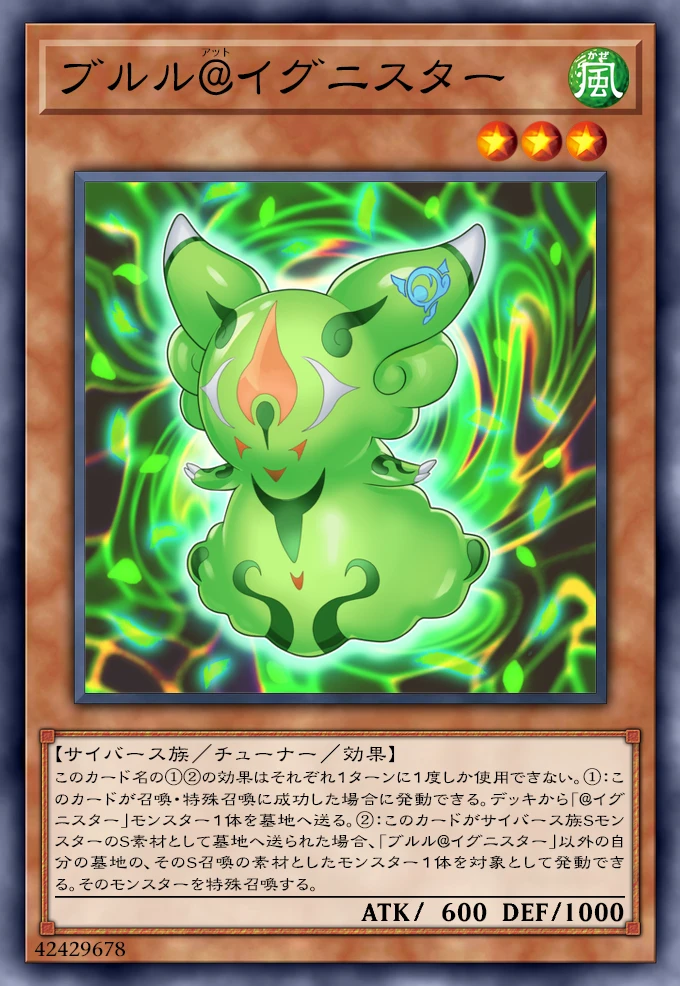 アット
ブルル@イグニスター
かぜ
風
【サイバース族／チューナー／効果】
このカード名の①②の効果はそれぞれ１ターンに１度しか使用できない。①：こ
のカードが召喚・特殊召喚に成功した場合に発動できる。デッキから「@イグ
ニスター」モンスター１体を墓地へ送る。②：このカードがサイバース族Ｓモン
スターのＳ素材として墓地へ送られた場合、「ブルル@イグニスター」以外の自
分の墓地の、そのＳ召喚の素材としたモンスター１体を対象として発動でき
る。そのモンスターを特殊召喚する。
ATK/ 600 DEF/1000
42429678